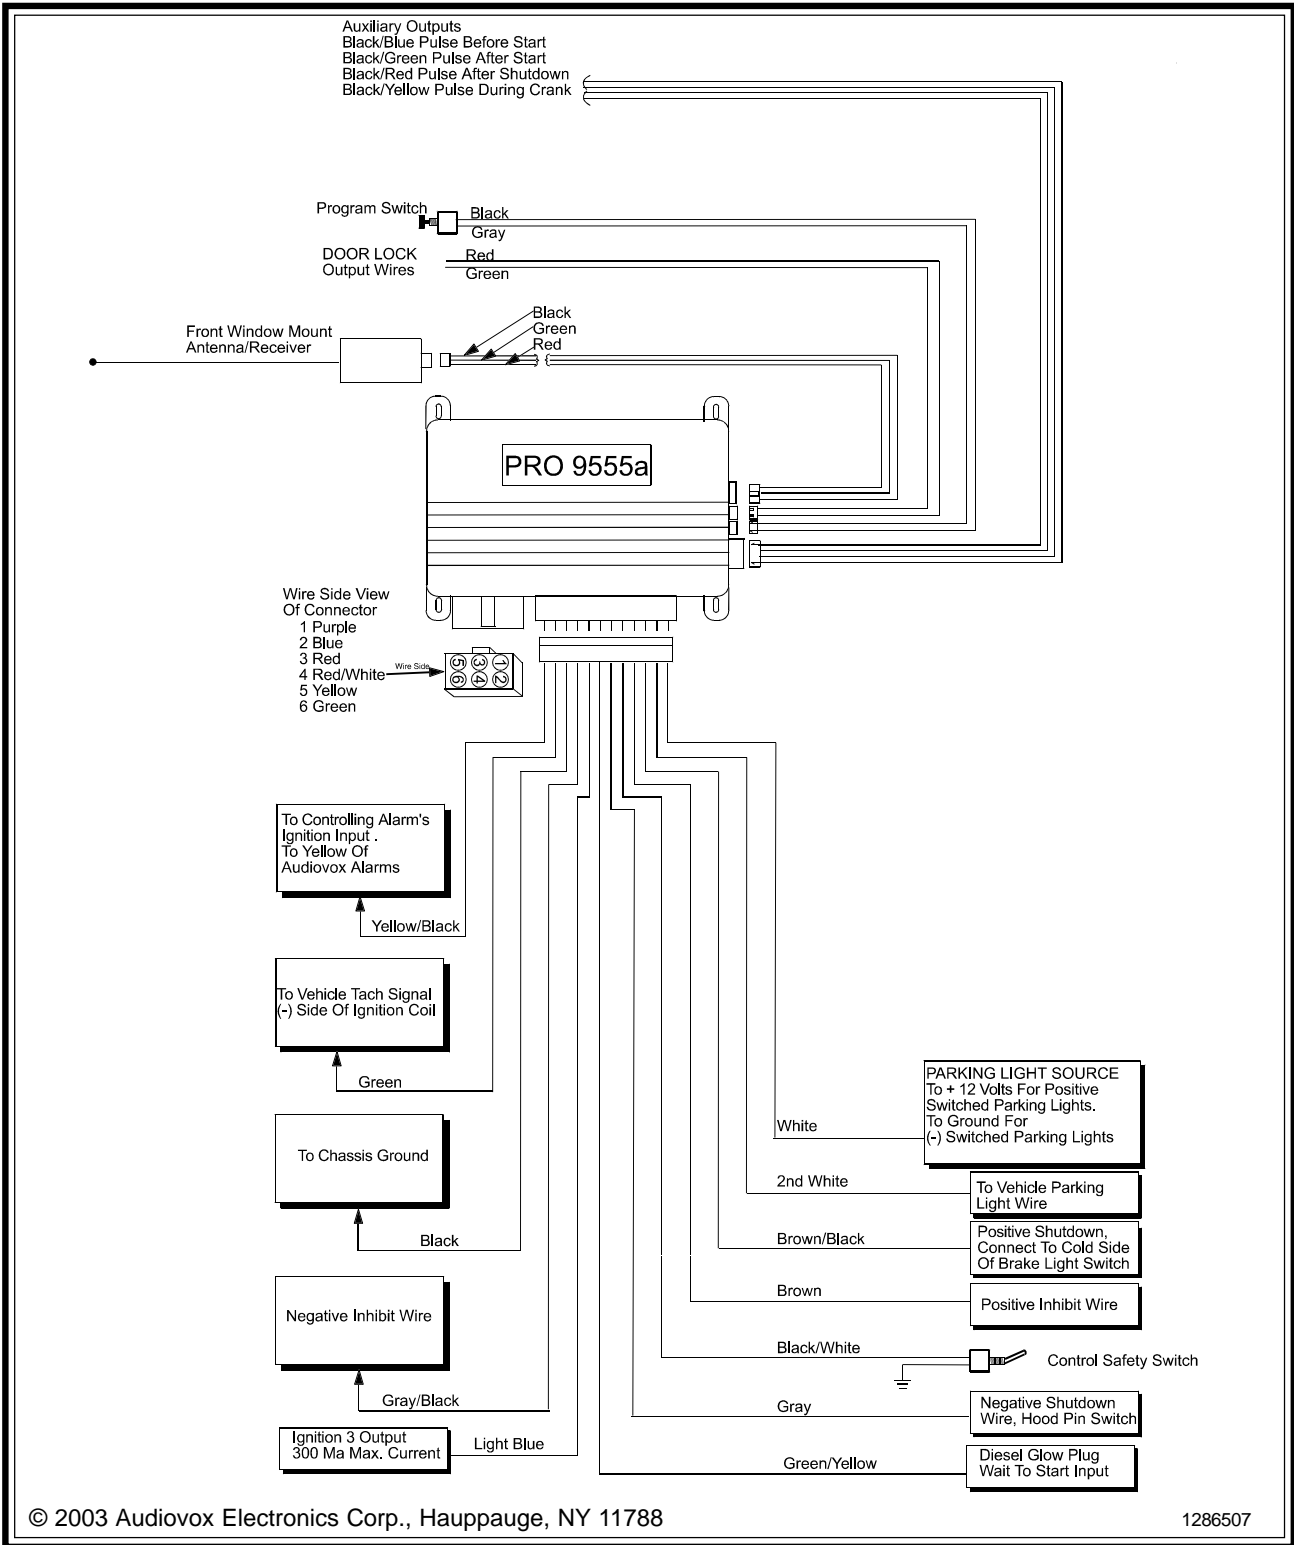 Auxiliary Outputs
Black/Blue Pulse Before Start
Black/Green Pulse After Start
Black/Red Pulse After Shutdown
Black/Yellow Pulse During Crank
Program Switch
Black
Gray
DOOR LOCK
Output Wires
Red
Green
Front Window Mount
Antenna/Receiver
Black
Green
Red
PRO 9555a
Wire Side View
Of Connector
1 Purple
2 Blue
3 Red
4 Red/White
5 Yellow
6 Green
Wire Side
5 3 1
6 4 2
To Controlling Alarm's
Ignition Input .
To Yellow Of
Audiovox Alarms
Yellow/Black
To Vehicle Tach Signal
(-) Side Of Ignition Coil
Green
To Chassis Ground
Black
Negative Inhibit Wire
Gray/Black
Ignition 3 Output
300 Ma Max. Current
Light Blue
PARKING LIGHT SOURCE
To + 12 Volts For Positive
Switched Parking Lights.
To Ground For
(-) Switched Parking Lights
White
2nd White
To Vehicle Parking
Light Wire
Brown/Black
Positive Shutdown,
Connect To Cold Side
Of Brake Light Switch
Brown
Positive Inhibit Wire
Black/White
Control Safety Switch
Gray
Negative Shutdown
Wire, Hood Pin Switch
Green/Yellow
Diesel Glow Plug
Wait To Start Input
© 2003 Audiovox Electronics Corp., Hauppauge, NY 11788
1286507